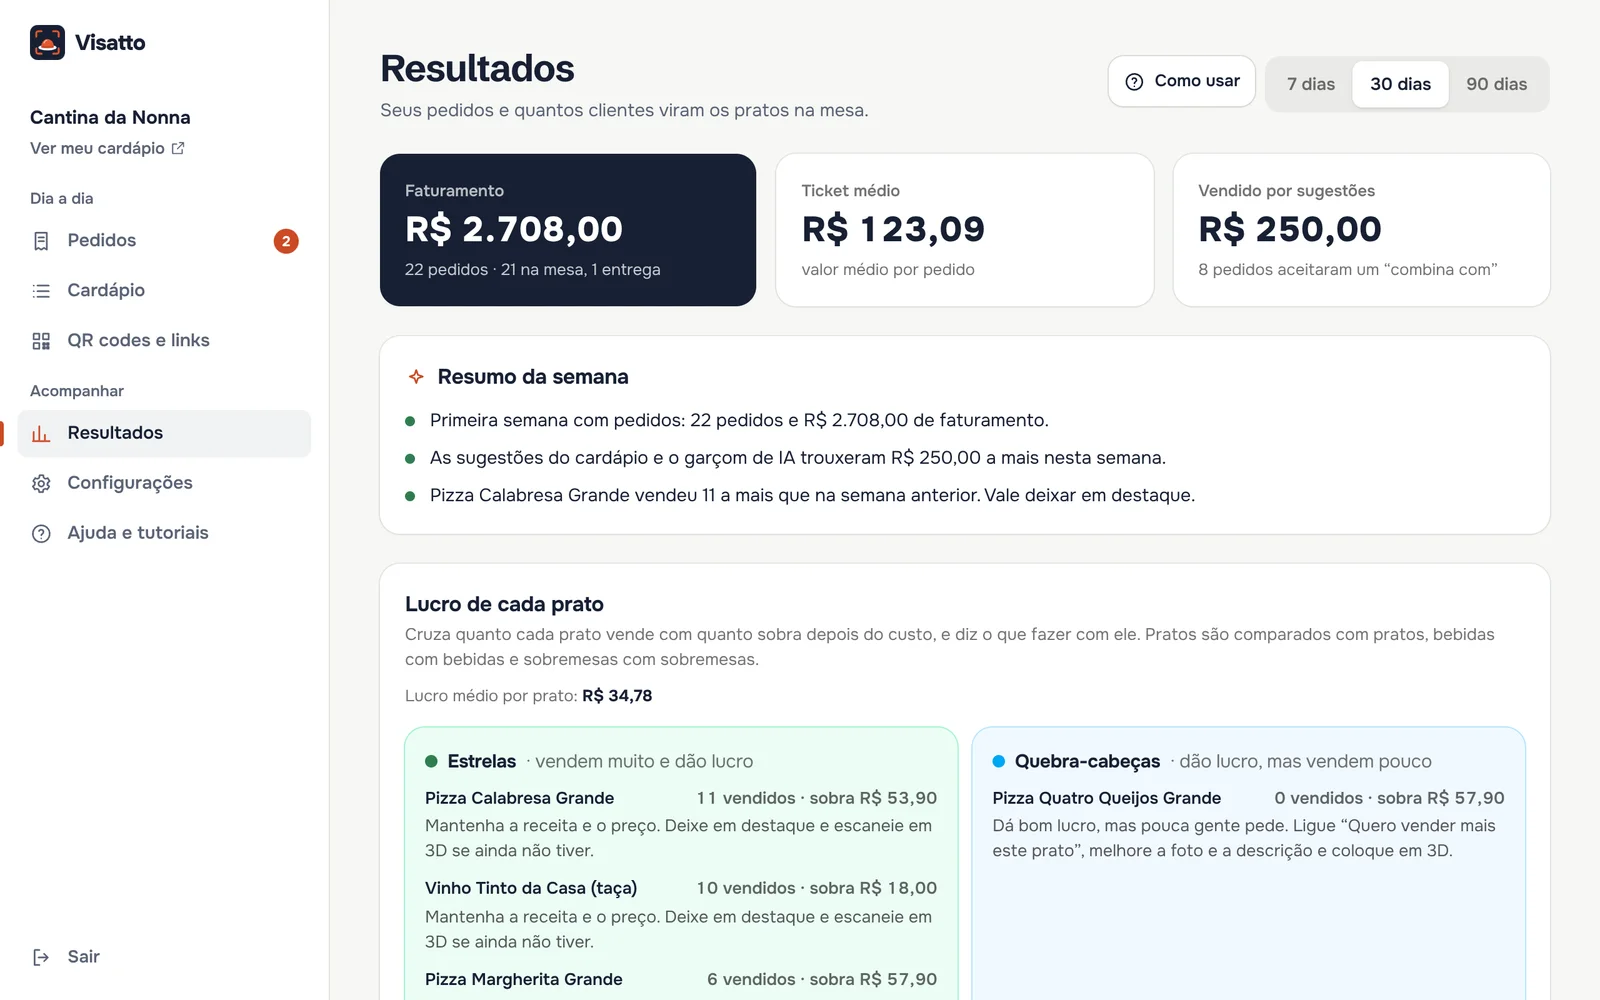 Visatto
Cantina da Nonna
Ver meu cardápio
Dia a dia
Pedidos
2
Cardápio
QR codes e links
Acompanhar
Resultados
Configurações
Ajuda e tutoriais
Sair
Resultados
Seus pedidos e quantos clientes viram os pratos na mesa.
Como usar
7 dias
30 dias
90 dias
Faturamento
R$ 2.708,00
22 pedidos · 21 na mesa, 1 entrega
Ticket médio
R$ 123,09
valor médio por pedido
Vendido por sugestões
R$ 250,00
8 pedidos aceitaram um “combina com”
Resumo da semana
Primeira semana com pedidos: 22 pedidos e R$ 2.708,00 de faturamento.
As sugestões do cardápio e o garçom de IA trouxeram R$ 250,00 a mais nesta semana.
Pizza Calabresa Grande vendeu 11 a mais que na semana anterior. Vale deixar em destaque.
Lucro de cada prato
Cruza quanto cada prato vende com quanto sobra depois do custo, e diz o que fazer com ele. Pratos são comparados com pratos, bebidas
com bebidas e sobremesas com sobremesas.
Lucro médio por prato: R$ 34,78
Estrelas · vendem muito e dão lucro
Pizza Calabresa Grande 11 vendidos · sobra R$ 53,90
Mantenha a receita e o preço. Deixe em destaque e escaneie em
3D se ainda não tiver.
Vinho Tinto da Casa (taça) 10 vendidos · sobra R$ 18,00
Mantenha a receita e o preço. Deixe em destaque e escaneie em
3D se ainda não tiver.
Pizza Margherita Grande 6 vendidos · sobra R$ 57,90
Quebra-cabeças · dão lucro, mas vendem pouco
Pizza Quatro Queijos Grande 0 vendidos · sobra R$ 57,90
Dá bom lucro, mas pouca gente pede. Ligue “Quero vender mais
este prato”, melhore a foto e a descrição e coloque em 3D.